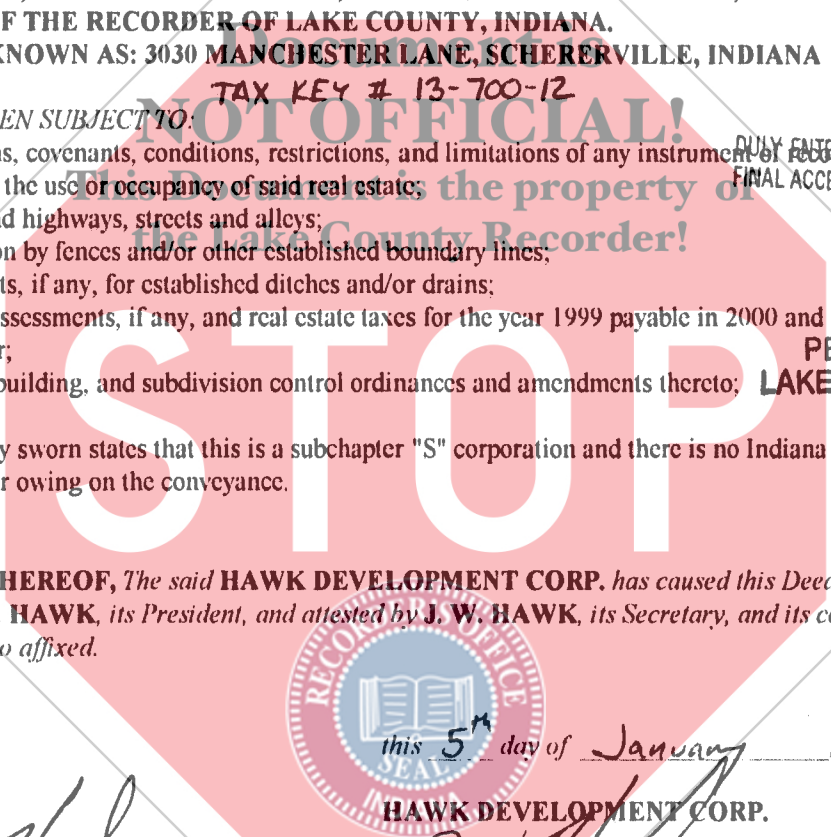 F THE RECORDER OF LAKE COUNTY, INDIANA.
KNOWN AS: 3030 MANCHESTER LANE, SCHERERVILLE, INDIANA
Document is
TAX KEY # 13-700-12
EN SUBJECT TO:
NOT OFFICIAL!
s, covenants, conditions, restrictions, and limitations of any instrument of reco
DULY ENTE
the use or occupancy of said real estate;
This Document is the property of
FINAL ACCE
d highways, streets and alleys;
the Lake County Recorder!
on by fences and/or other established boundary lines;
ts, if any, for established ditches and/or drains;
ssessments, if any, and real estate taxes for the year 1999 payable in 2000 and
r;
PE
building, and subdivision control ordinances and amendments thereto;
LAKE
STOP
y sworn states that this is a subchapter "S" corporation and there is no Indiana
r owing on the conveyance.
HEREOF, The said HAWK DEVELOPMENT CORP. has caused this Deed
HAWK, its President, and attested by J. W. HAWK, its Secretary, and its co
o affixed.
RECORDER'S OFFICE
this 5th day of January
SEAL
INDIANA
HAWK DEVELOPMENT CORP.